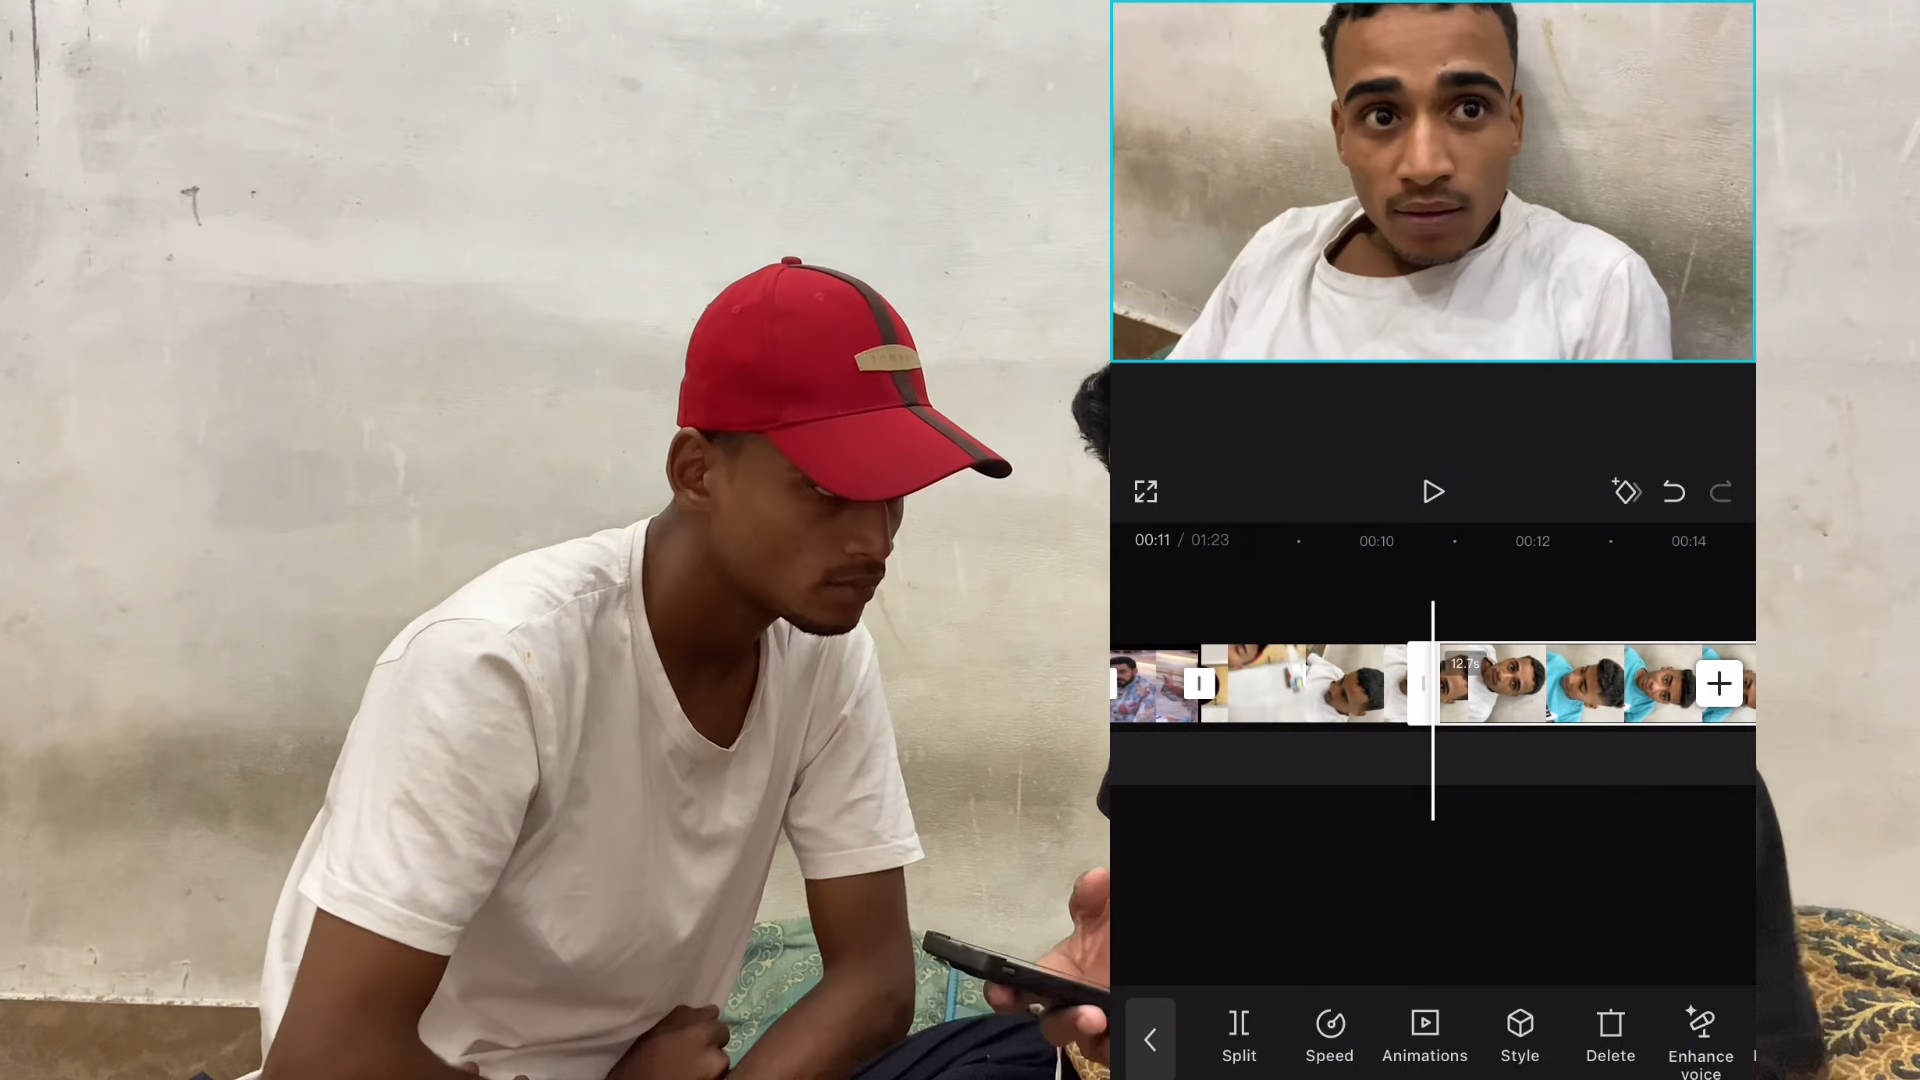 00:11 / 01:23
00:10
00:12
00:14
12.7s
Split
Speed
Animations
Style
Delete
Enhance
voice